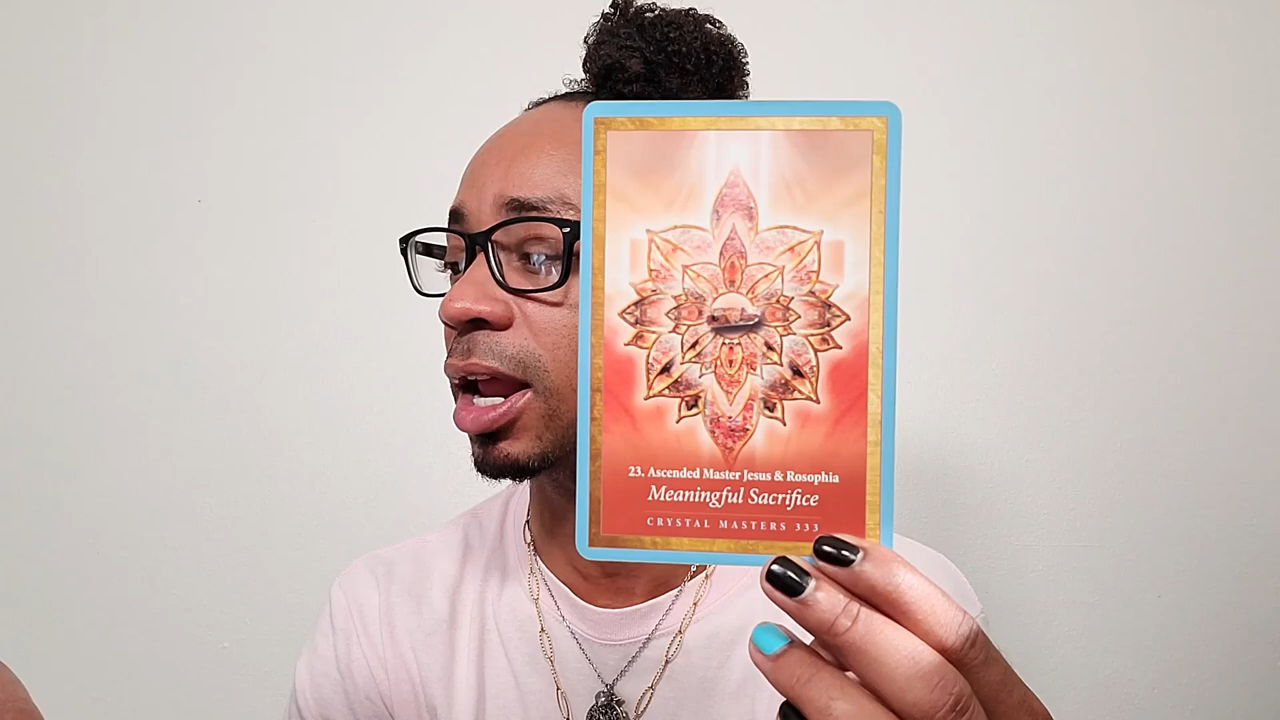 23. Ascended Master Jesus & Rosophia
Meaningful Sacrifice
CRYSTAL MASTERS 333